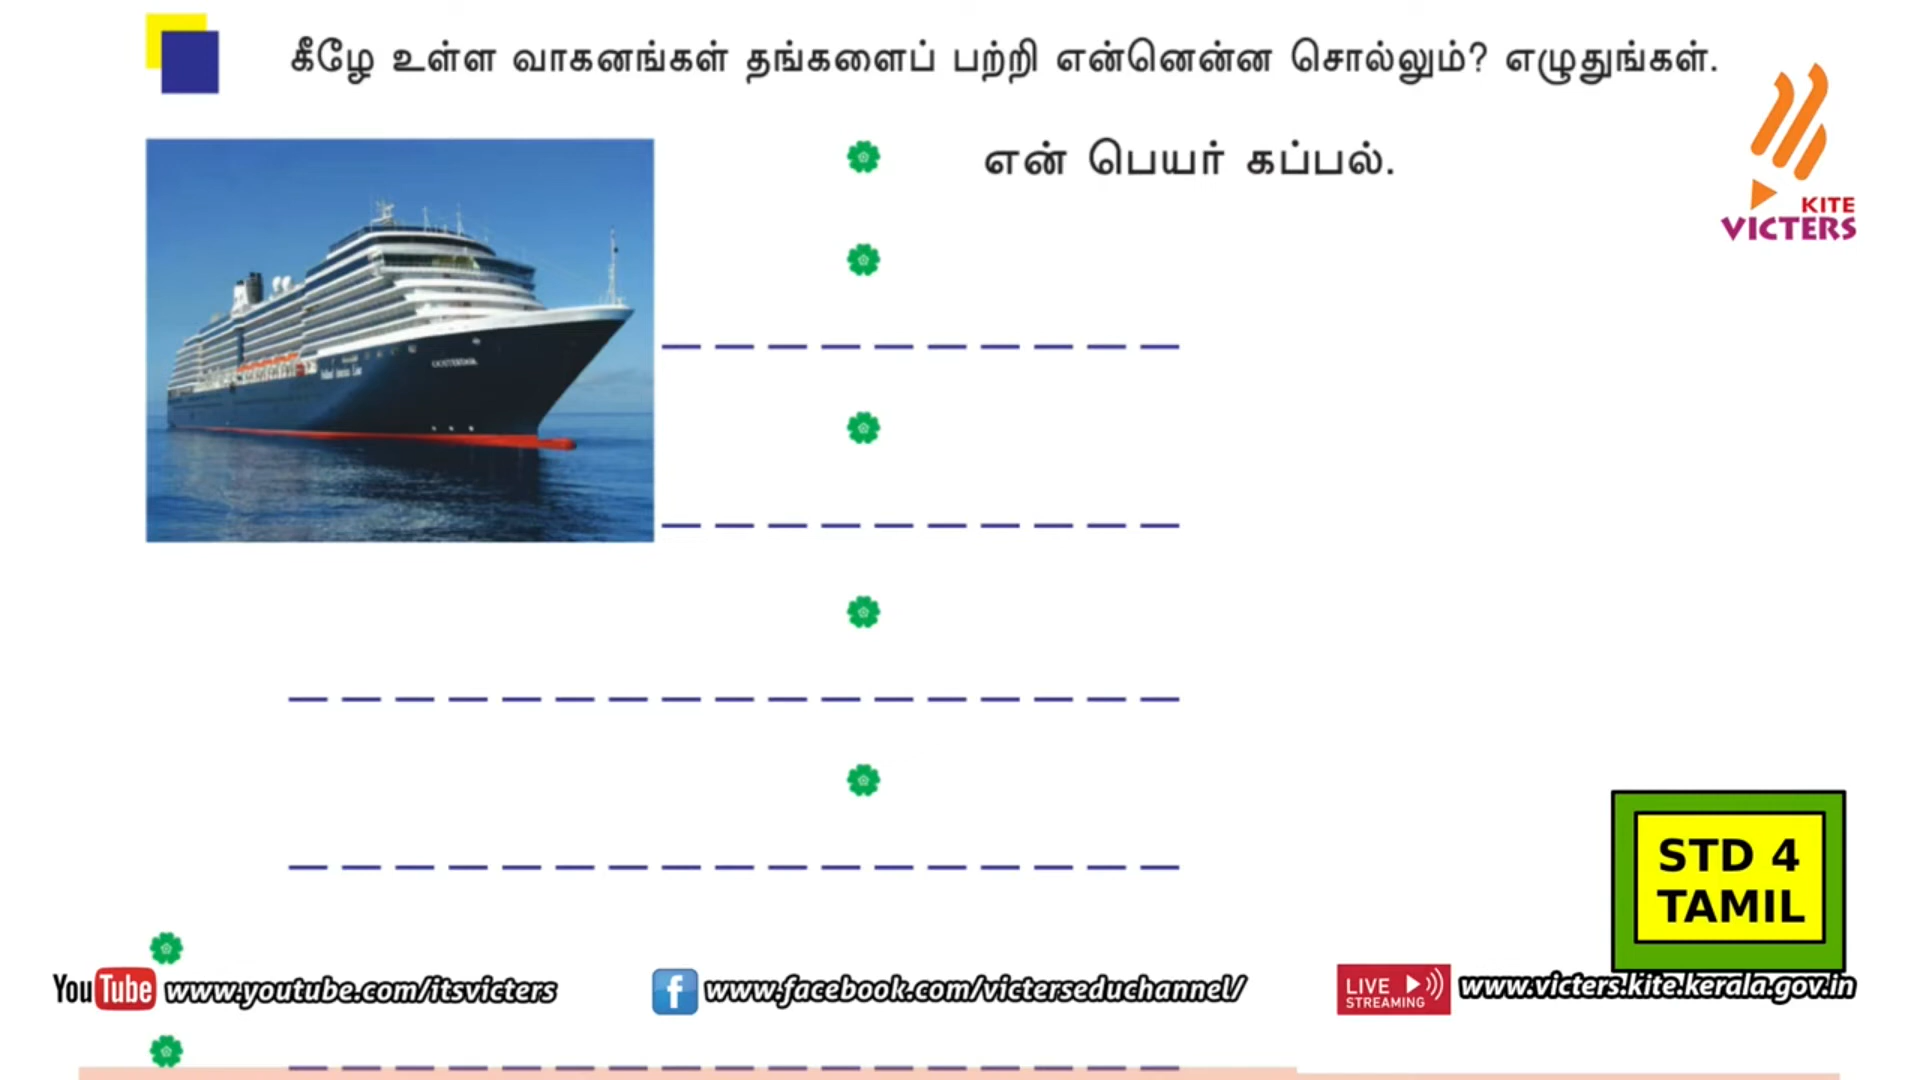 கீழே உள்ள வாகனங்கள் தங்களைப் பற்றி என்னென்ன சொல்லும்? எழுதுங்கள்.
என் பெயர் கப்பல்.
KITE
VICTERS
STD 4
TAMIL
YouTube www.youtube.com/itsvicters
www.facebook.com/victerseduchannel/
LIVE
STREAMING
www.victers.kite.kerala.gov.in